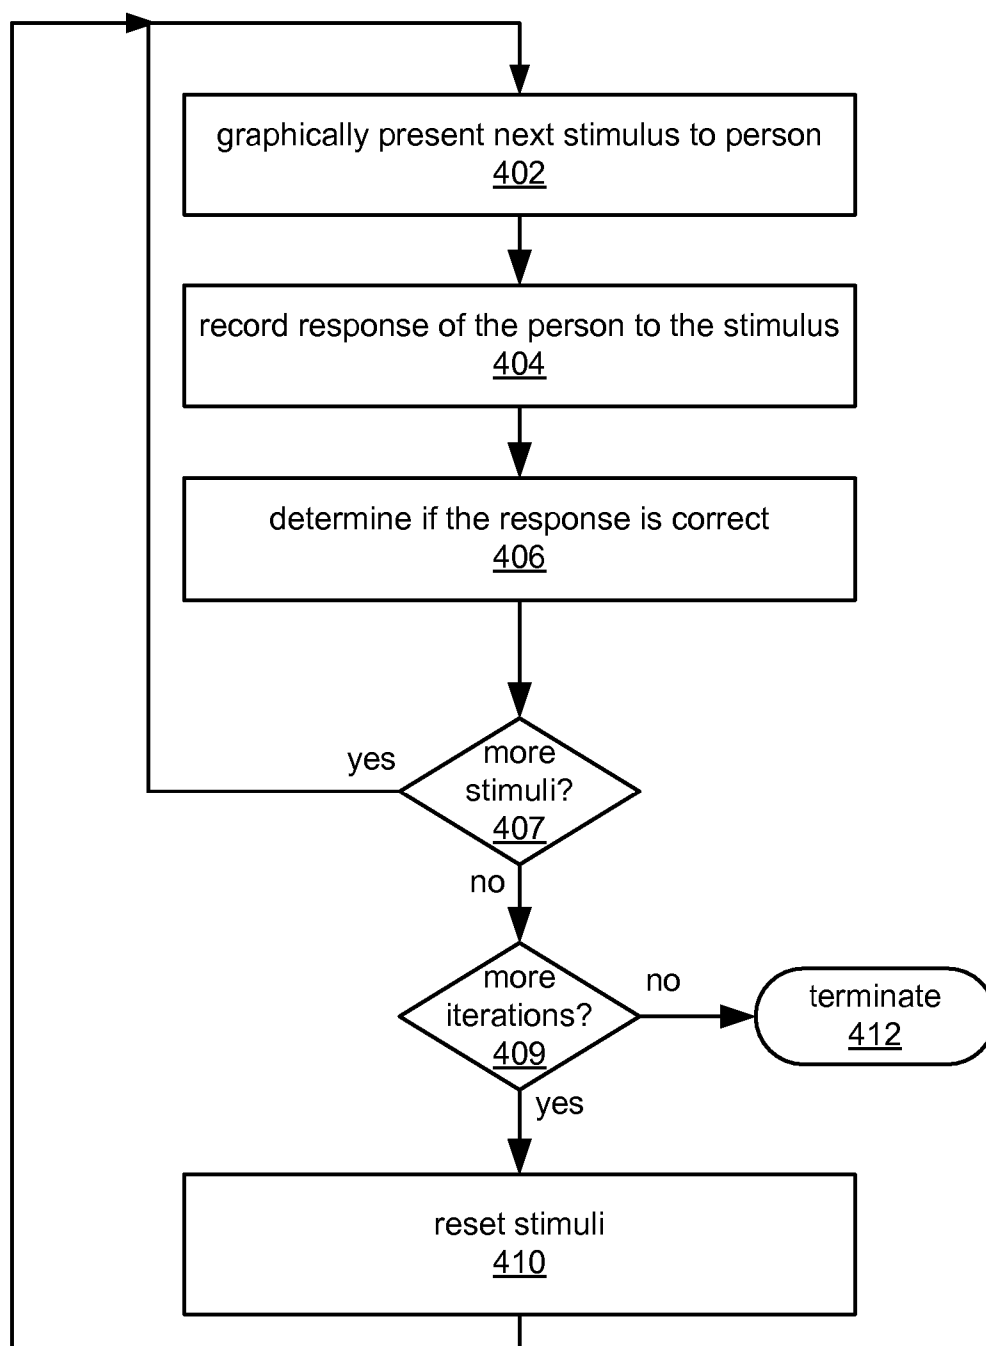 graphically present next stimulus to person
402
record response of the person to the stimulus
404
determine if the response is correct
406
yes
more
stimuli?
407
no
more
iterations?
409
no
terminate
412
yes
reset stimuli
410